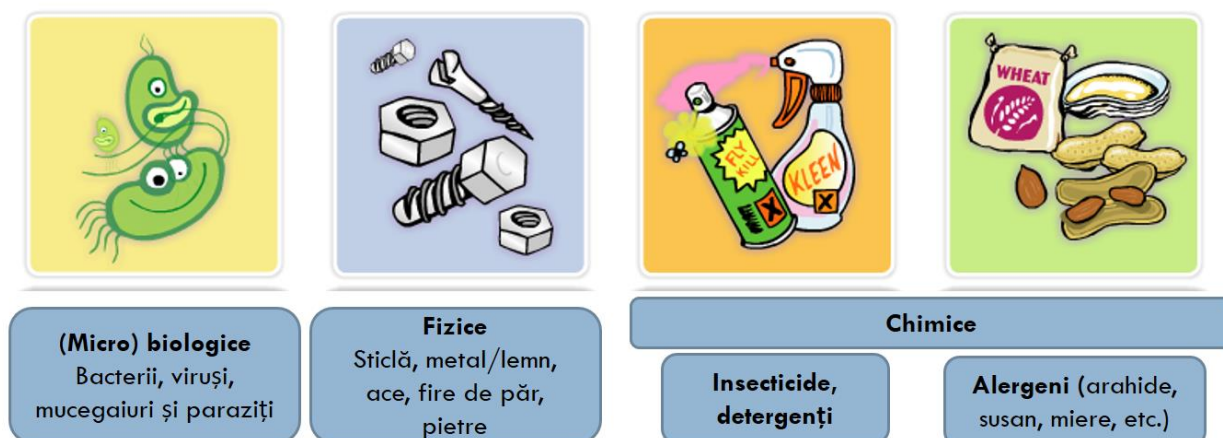 WHEAT
FLY
KILL
KLEEN
(Micro) biologice
Bacterii, viruși,
mucegaiuri și paraziți
Fizice
Sticlă, metal/lemn,
ace, fire de păr,
pietre
Chimice
Insecticide,
detergenți
Alergeni (arahide,
susan, miere, etc.)